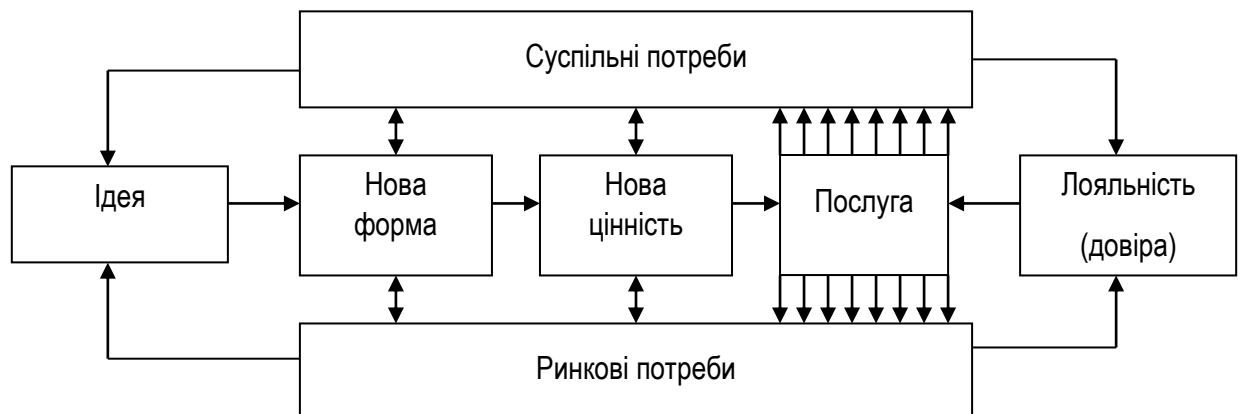 Суспільні потреби
Ідея
Нова
форма
Нова
цінність
Послуга
Лояльність
(довіра)
Ринкові потреби